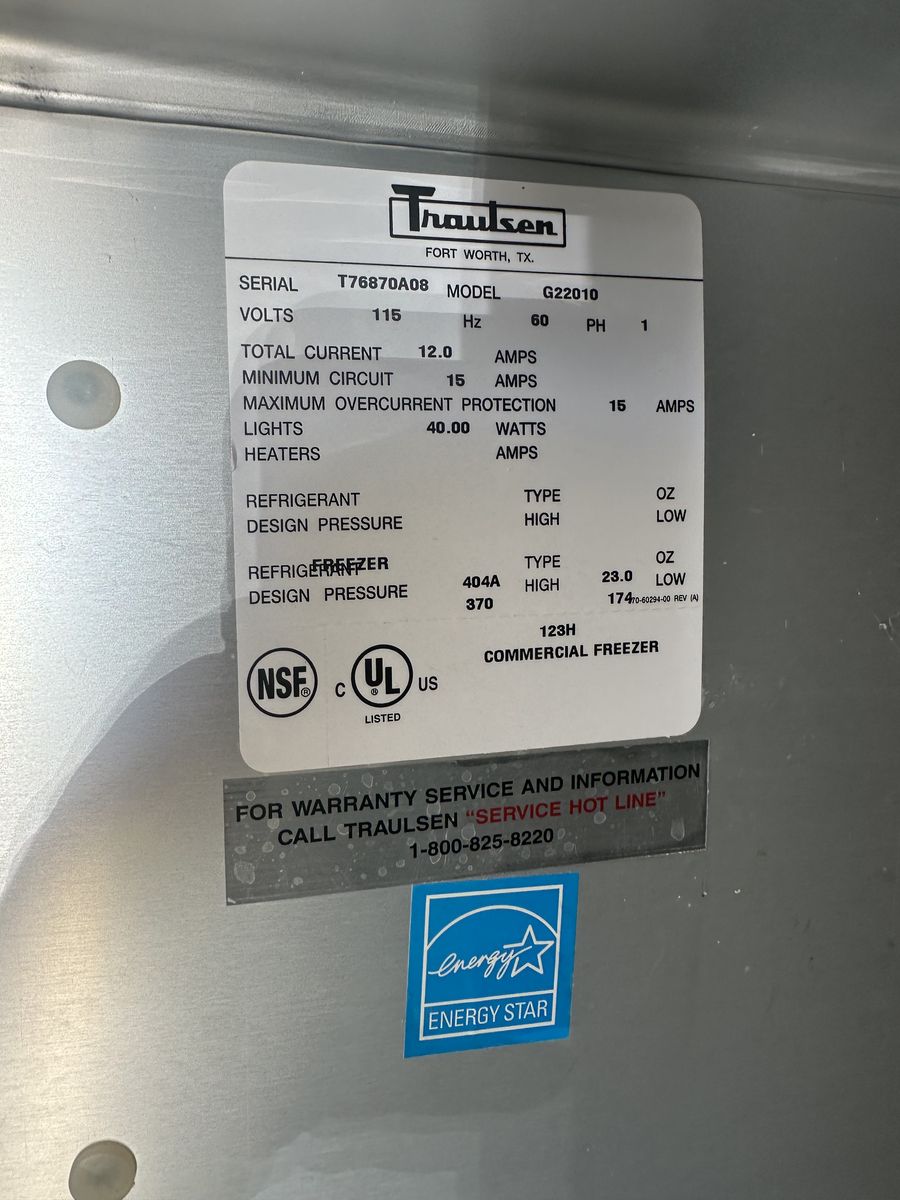 Traulsen
FORT WORTH, TX.
SERIAL T76870A08 MODEL G22010
VOLTS 115 Hz 60 PH 1
TOTAL CURRENT 12.0 AMPS
MINIMUM CIRCUIT 15 AMPS
MAXIMUM OVERCURRENT PROTECTION 15 AMPS
LIGHTS 40.00 WATTS
HEATERS AMPS
REFRIGERANT TYPE OZ
DESIGN PRESSURE HIGH LOW
FREEZER
REFRIGERANT TYPE OZ
DESIGN PRESSURE 404A HIGH 23.0 LOW
370 174 70-60294-00 REV (A)
123H
COMMERCIAL FREEZER
NSF®
C UL® US
LISTED
FOR WARRANTY SERVICE AND INFORMATION
CALL TRAULSEN “SERVICE HOT LINE”
1-800-825-8220
energy
ENERGY STAR